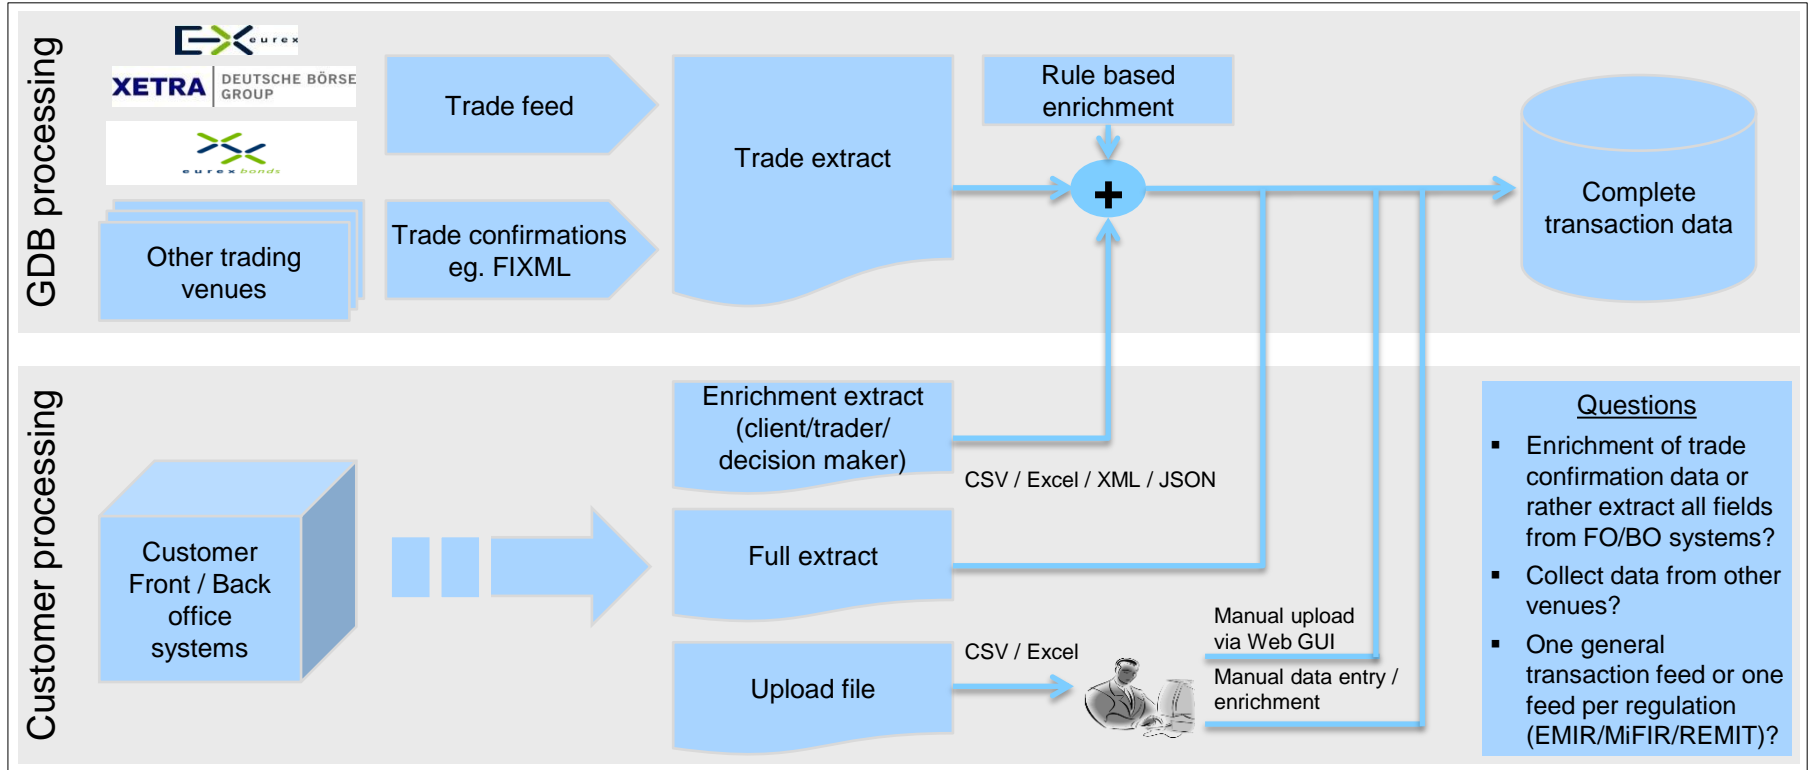 GDB processing
eurex
XETRA
DEUTSCHE BÖRSE
GROUP
eurex bonds
Other trading
venues
Trade feed
Trade confirmations
eg. FIXML
Trade extract
Rule based
enrichment
+
Complete
transaction data
Customer processing
Customer
Front / Back
office
systems
Enrichment extract
(client/trader/
decision maker)
CSV / Excel / XML / JSON
Full extract
Upload file
CSV / Excel
Manual upload
via Web GUI
Manual data entry /
enrichment
Questions
▪ Enrichment of trade
confirmation data or
rather extract all fields
from FO/BO systems?
▪ Collect data from other
venues?
▪ One general
transaction feed or one
feed per regulation
(EMIR/MiFIR/REMIT)?